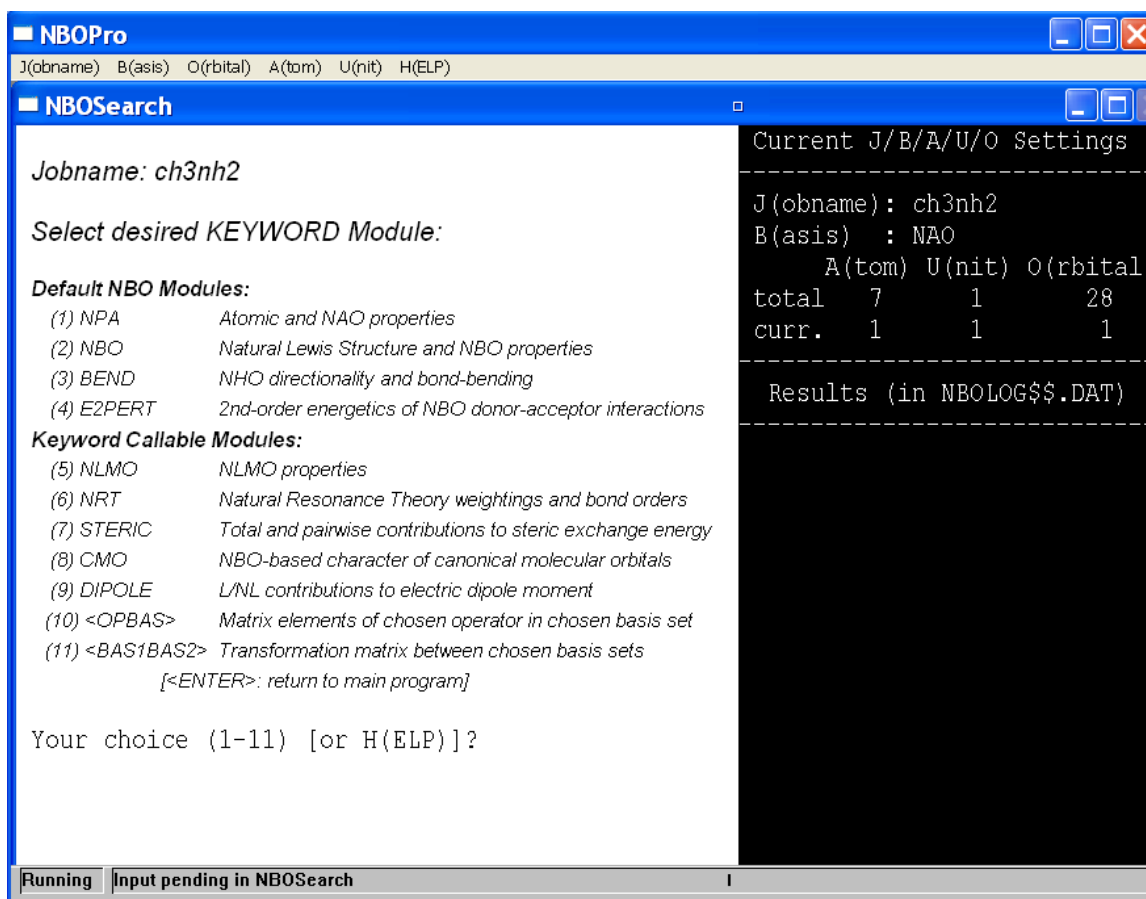 NBOPro
J(obname) B(asis) O(rbital) A(tom) U(nit) H(ELP)
NBOSearch
Jobname: ch3nh2
Select desired KEYWORD Module:
Default NBO Modules:
(1) NPA Atomic and NAO properties
(2) NBO Natural Lewis Structure and NBO properties
(3) BEND NHO directionality and bond-bending
(4) E2PERT 2nd-order energetics of NBO donor-acceptor interactions
Keyword Callable Modules:
(5) NLMO NLMO properties
(6) NRT Natural Resonance Theory weightings and bond orders
(7) STERIC Total and pairwise contributions to steric exchange energy
(8) CMO NBO-based character of canonical molecular orbitals
(9) DIPOLE L/NL contributions to electric dipole moment
(10) <OPBAS> Matrix elements of chosen operator in chosen basis set
(11) <BAS1BAS2> Transformation matrix between chosen basis sets
[<ENTER>: return to main program]
Your choice (1-11) [or H(ELP)]?
Current J/B/A/U/O Settings
J(obname): ch3nh2
B(asis) : NAO
A(tom) U(nit) O(rbital
total 7 1 28
curr. 1 1 1
Results (in NBOLOG$$.DAT)
Running Input pending in NBOSearch